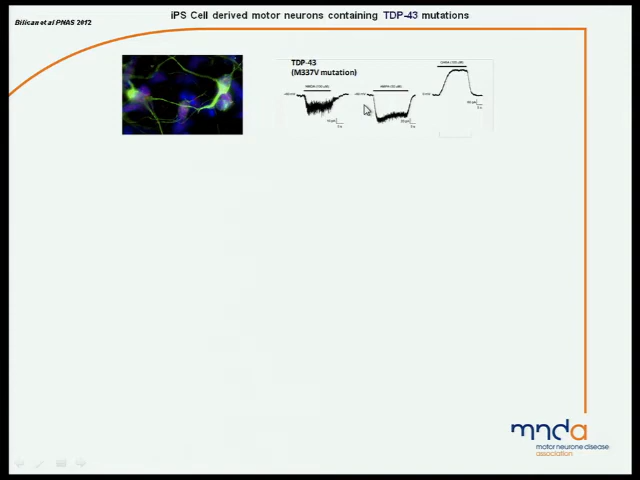 iPS Cell derived motor neurons containing TDP-43 mutations
Bilican et al PNAS 2012
TDP-43
(M337V mutation)
mnda
motor neurone disease
association